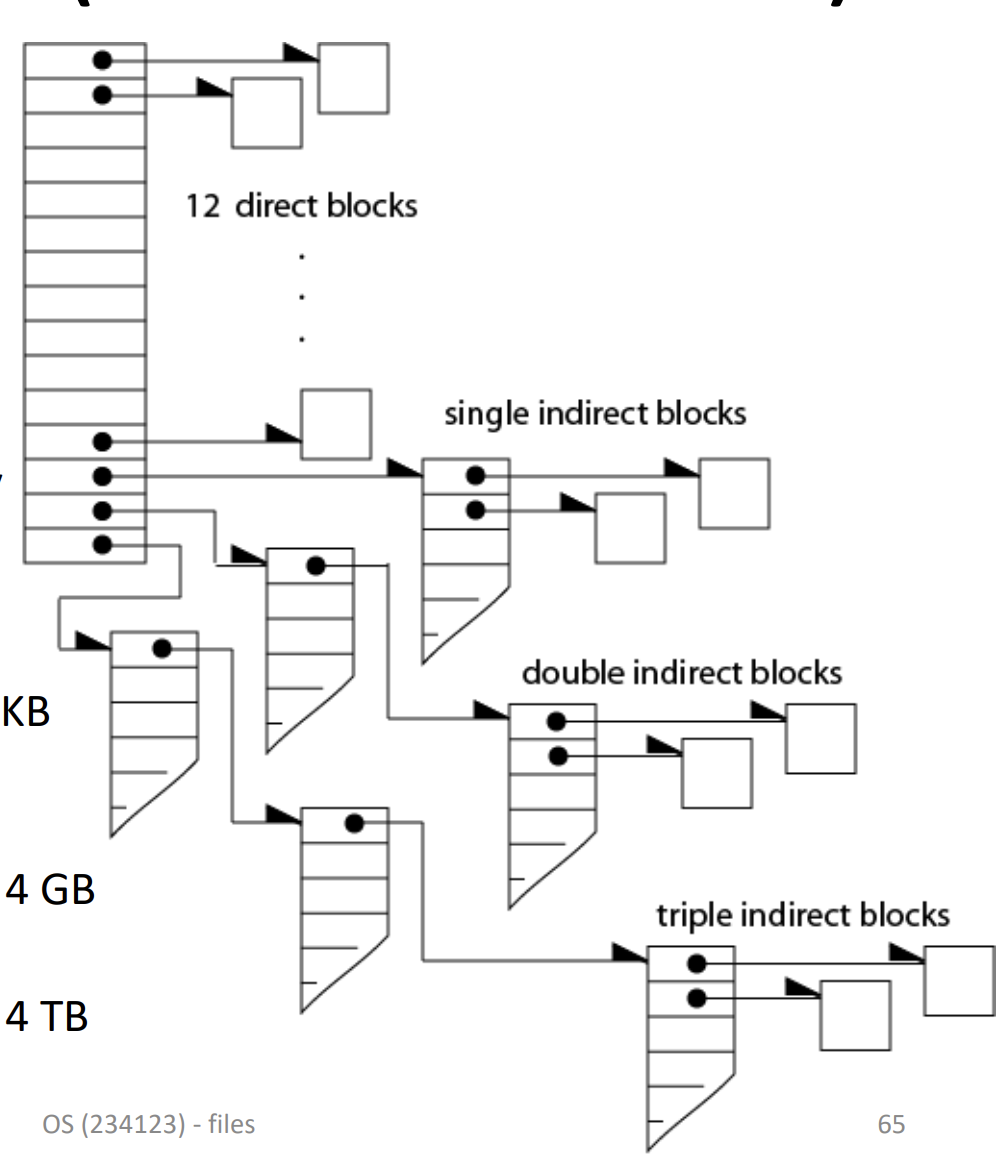 12 direct blocks
single indirect blocks
double indirect blocks
KB
4 GB
triple indirect blocks
4 TB
OS (234123) - files
65